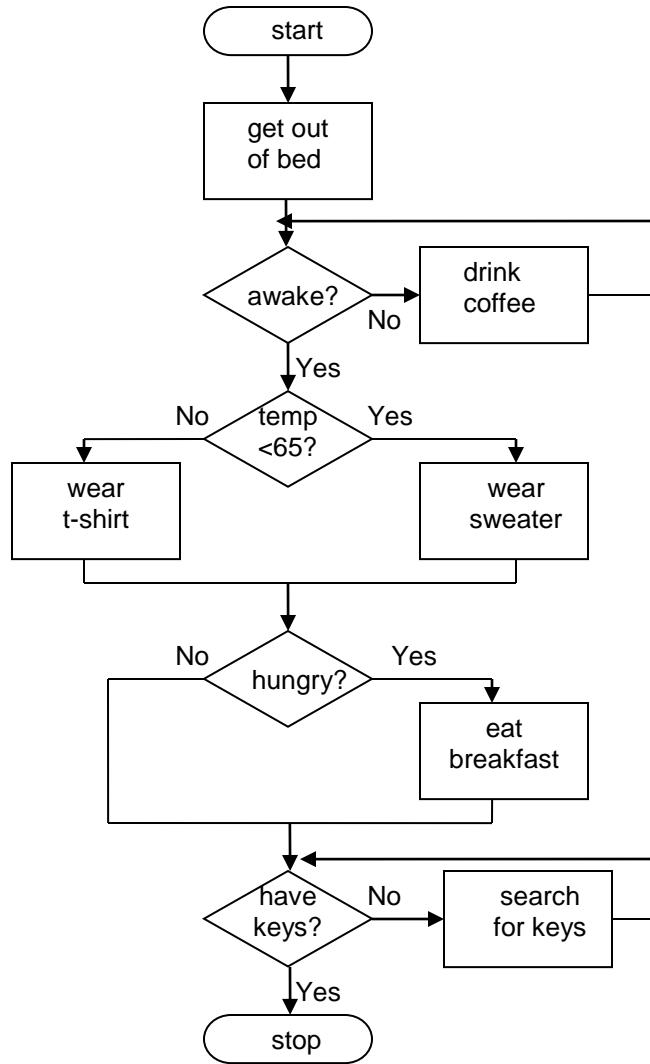 start
get out
of bed
awake?
No
drink
coffee
Yes
No
temp
<65?
Yes
wear
t-shirt
wear
sweater
No
hungry?
Yes
eat
breakfast
have
keys?
No
search
for keys
Yes
stop